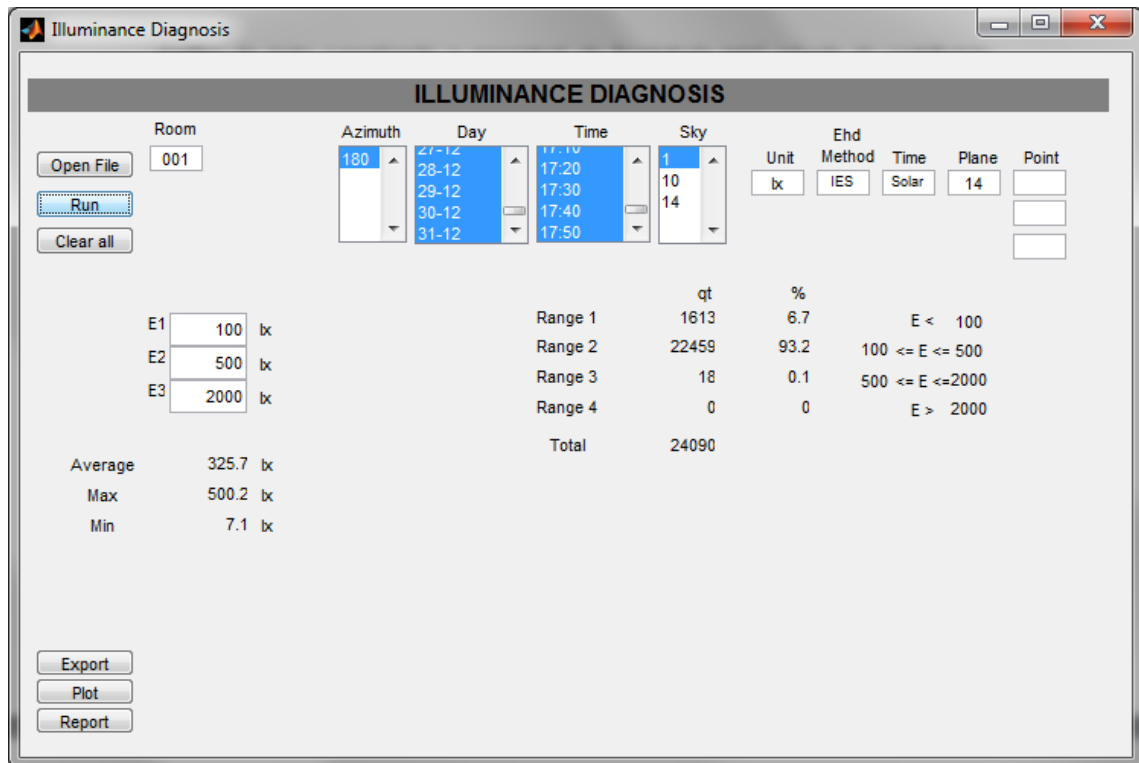 Illuminance Diagnosis
ILLUMINANCE DIAGNOSIS
Room
Azimuth Day Time Sky Unit Ehd Method Time Plane Point
Open File 001 180 lx IES Solar 14
27-12 17:10 1
28-12 17:20 10
29-12 17:30 14
30-12 17:40
31-12 17:50
Run
Clear all
qt %
E1 100 lx
E2 500 lx
E3 2000 lx
Range 1 1613 6.7 E < 100
Range 2 22459 93.2 100 <= E <= 500
Range 3 18 0.1 500 <= E <=2000
Range 4 0 0 E > 2000
Total 24090
Average 325.7 lx
Max 500.2 lx
Min 7.1 lx
Export
Plot
Report